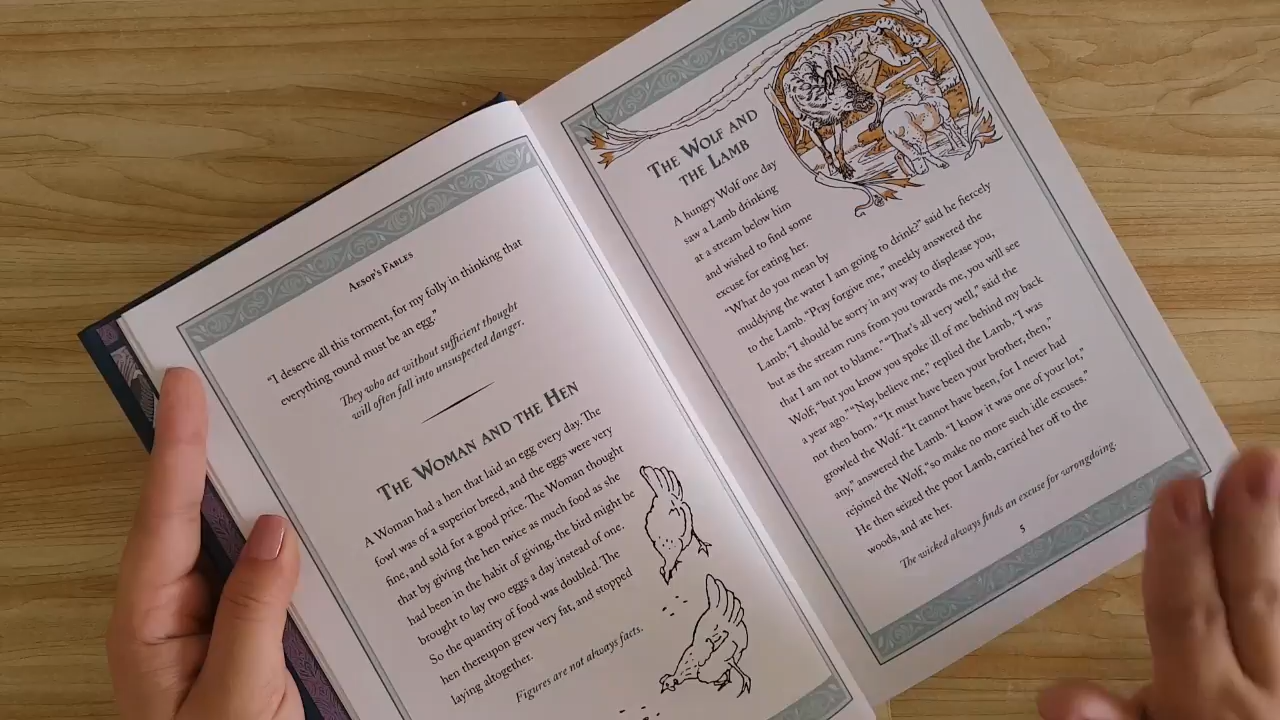 AESOP'S FABLES
"I deserve all this torment, for my folly in thinking that
everything round must be an egg."
They who act without sufficient thought
will often fall into unsuspected danger.
THE WOMAN AND THE HEN
A Woman had a hen that laid an egg every day. The
fowl was of a superior breed, and the eggs were very
fine, and sold for a good price. The Woman thought
that by giving the hen twice as much food as she
had been in the habit of giving, the bird might be
brought to lay two eggs a day instead of one.
So the quantity of food was doubled. The
hen thereupon grew very fat, and stopped
laying altogether.
Figures are not always facts.
THE WOLF AND
THE LAMB
A hungry Wolf one day
saw a Lamb drinking
at a stream below him
and wished to find some
excuse for eating her.
"What do you mean by
muddying the water I am going to drink?" said he fiercely
to the Lamb. "Pray forgive me," meekly answered the
Lamb; "I should be sorry in any way to displease you,
but as the stream runs from you towards me, you will see
that I am not to blame." "That's all very well," said the
Wolf; "but you know you spoke ill of me behind my back
a year ago." "Nay, believe me," replied the Lamb, "I was
not then born." "It must have been your brother, then,"
growled the Wolf. "It cannot have been, for I never had
any," answered the Lamb. "I know it was one of your lot,"
rejoined the Wolf, "so make no more such idle excuses."
He then seized the poor Lamb, carried her off to the
woods, and ate her.
The wicked always finds an excuse for wrongdoing.
5